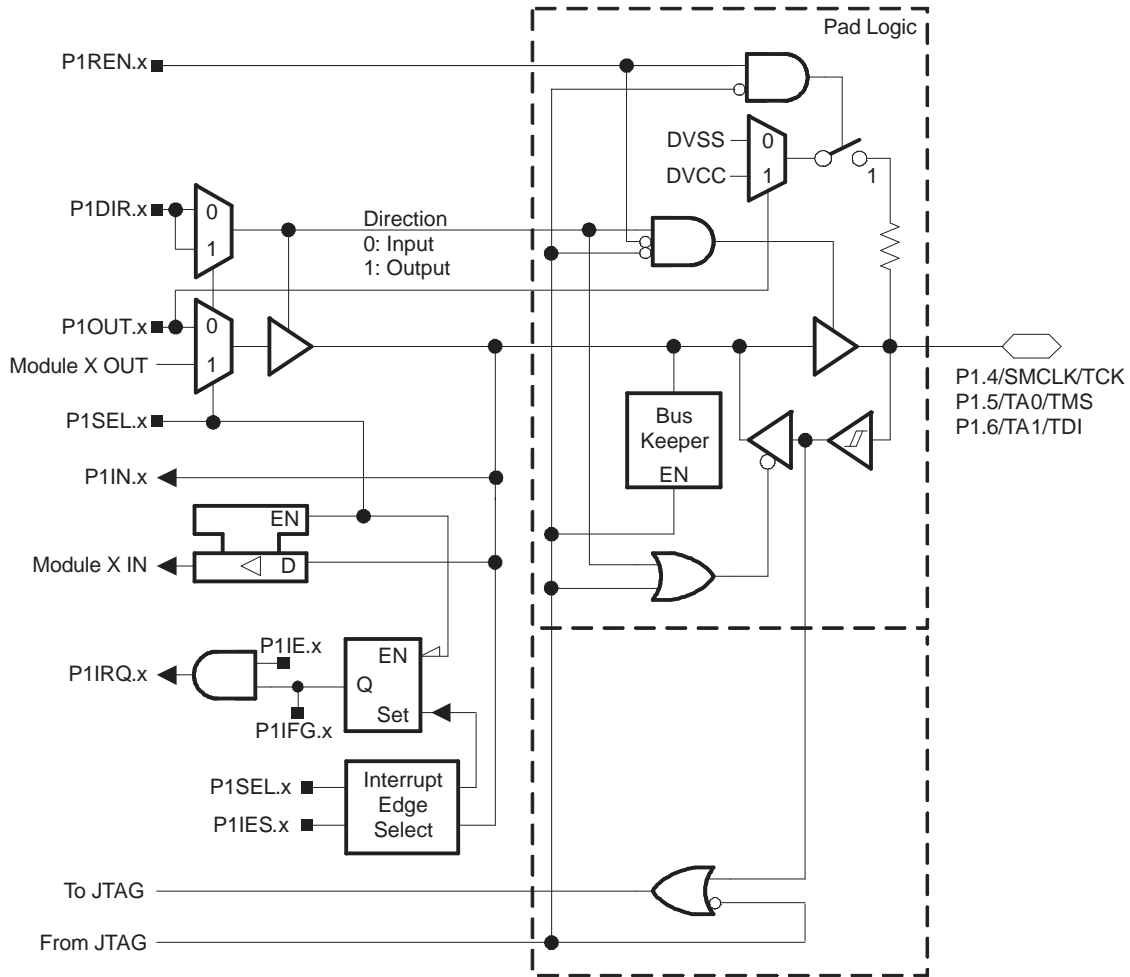 Pad Logic
P1REN.x
DVSS
0
DVCC
1
1
P1DIR.x
0
1
Direction
0: Input
1: Output
P1OUT.x
0
Module X OUT
1
P1.4/SMCLK/TCK
P1.5/TA0/TMS
P1.6/TA1/TDI
P1SEL.x
Bus
Keeper
EN
P1IN.x
EN
Module X IN
D
P1IE.x
EN
P1IRQ.x
Q
P1IFG.x
Set
P1SEL.x
P1IES.x
Interrupt
Edge
Select
To JTAG
From JTAG